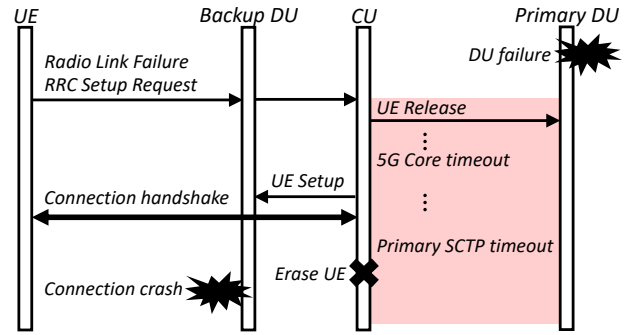 UE Backup DU CU Primary DU
DU failure
Radio Link Failure
RRC Setup Request
UE Release
5G Core timeout
UE Setup
Connection handshake
Primary SCTP timeout
Erase UE
Connection crash